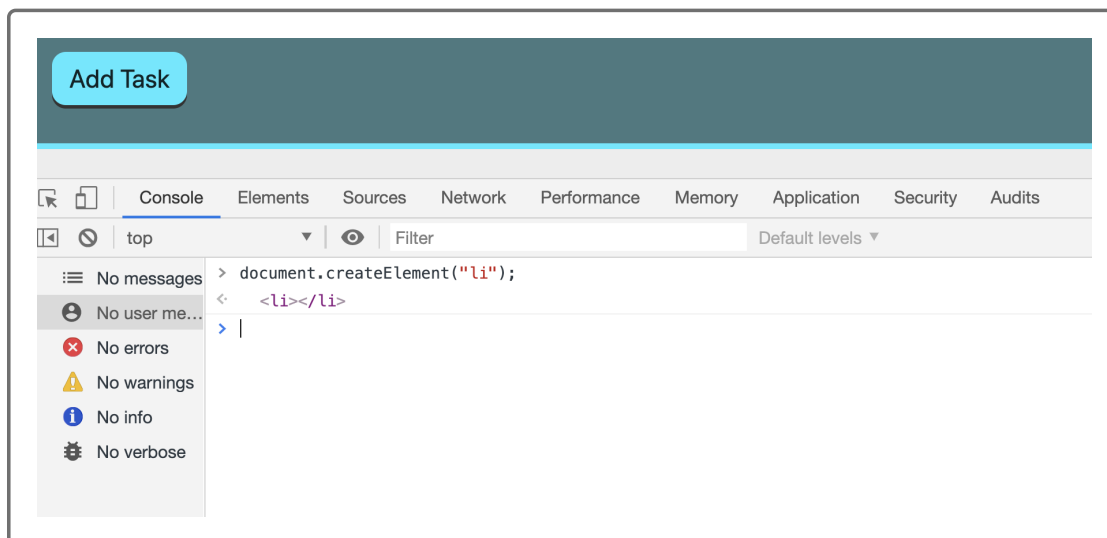 Add Task
Console Elements Sources Network Performance Memory Application Security Audits
top Filter Default levels
No messages
No user me...
No errors
No warnings
No info
No verbose
> document.createElement("li");
<li></li>
>